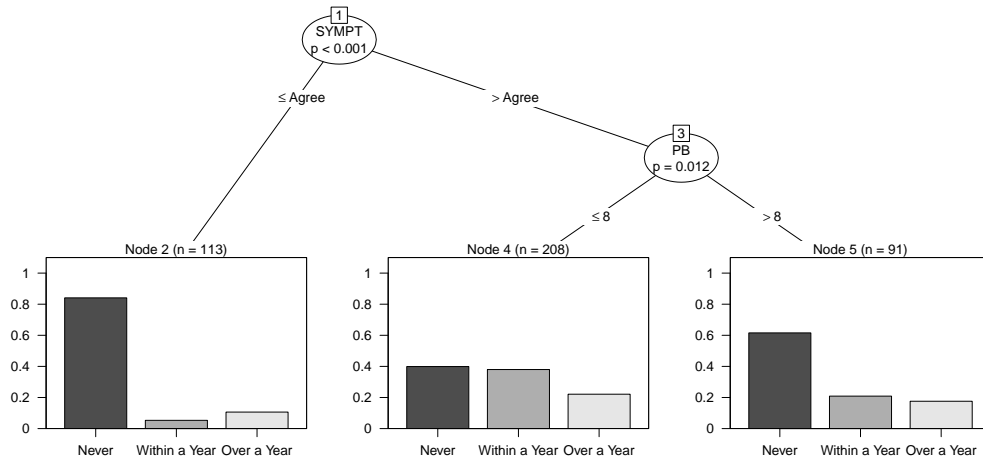 1
SYMPT
p < 0.001
≤ Agree
> Agree
3
PB
p = 0.012
≤ 8
> 8
Node 2 (n = 113)
1
0.8
0.6
0.4
0.2
0
Never Within a Year Over a Year
Node 4 (n = 208)
1
0.8
0.6
0.4
0.2
0
Never Within a Year Over a Year
Node 5 (n = 91)
1
0.8
0.6
0.4
0.2
0
Never Within a Year Over a Year